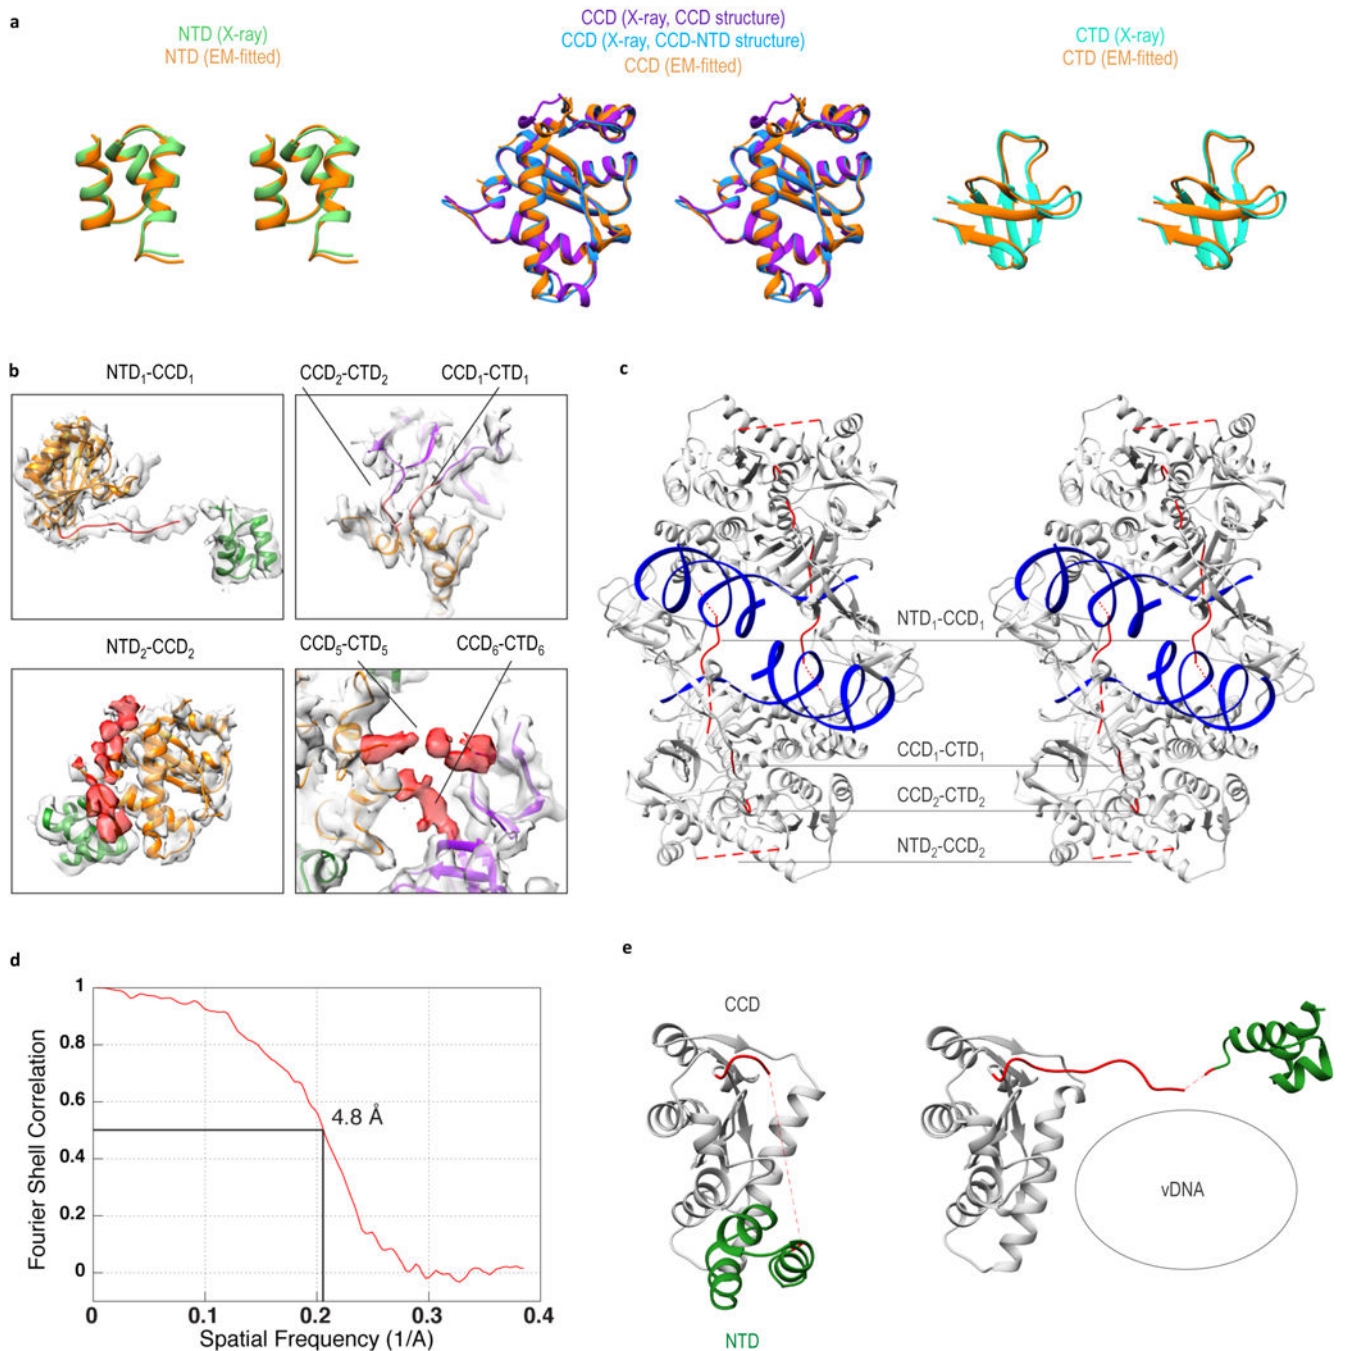 a
NTD (X-ray)
NTD (EM-fitted)
CCD (X-ray, CCD structure)
CCD (X-ray, CCD-NTD structure)
CCD (EM-fitted)
CTD (X-ray)
CTD (EM-fitted)
b
NTD1-CCD1
CCD2-CTD2
CCD1-CTD1
NTD2-CCD2
CCD5-CTD5
CCD6-CTD6
c
NTD1-CCD1
CCD1-CTD1
CCD2-CTD2
NTD2-CCD2
d
Fourier Shell Correlation
1
0.8
0.6
0.4
0.2
0
4.8 Å
0
0.1
0.2
0.3
0.4
Spatial Frequency (1/A)
e
CCD
NTD
vDNA